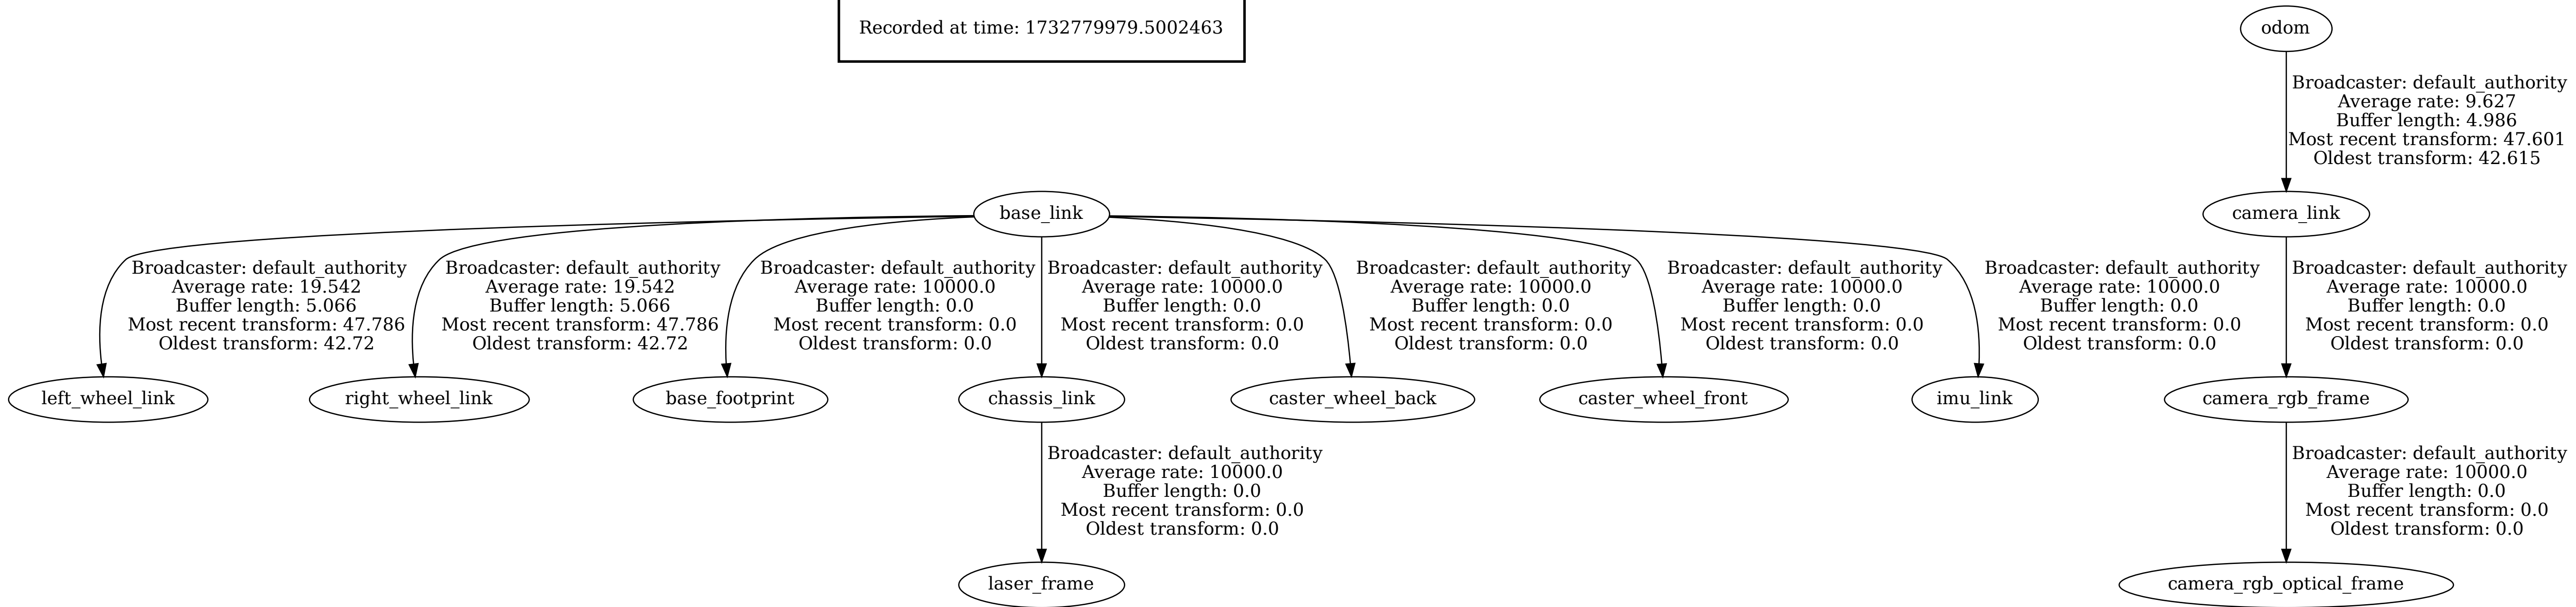 Recorded at time: 1732779979.5002463
odom
Broadcaster: default_authority
Average rate: 9.627
Buffer length: 4.986
Most recent transform: 47.601
Oldest transform: 42.615
base_link
camera_link
Broadcaster: default_authority
Average rate: 19.542
Buffer length: 5.066
Most recent transform: 47.786
Oldest transform: 42.72
Broadcaster: default_authority
Average rate: 19.542
Buffer length: 5.066
Most recent transform: 47.786
Oldest transform: 42.72
Broadcaster: default_authority
Average rate: 10000.0
Buffer length: 0.0
Most recent transform: 0.0
Oldest transform: 0.0
Broadcaster: default_authority
Average rate: 10000.0
Buffer length: 0.0
Most recent transform: 0.0
Oldest transform: 0.0
Broadcaster: default_authority
Average rate: 10000.0
Buffer length: 0.0
Most recent transform: 0.0
Oldest transform: 0.0
Broadcaster: default_authority
Average rate: 10000.0
Buffer length: 0.0
Most recent transform: 0.0
Oldest transform: 0.0
Broadcaster: default_authority
Average rate: 10000.0
Buffer length: 0.0
Most recent transform: 0.0
Oldest transform: 0.0
Broadcaster: default_authority
Average rate: 10000.0
Buffer length: 0.0
Most recent transform: 0.0
Oldest transform: 0.0
left_wheel_link
right_wheel_link
base_footprint
chassis_link
caster_wheel_back
caster_wheel_front
imu_link
camera_rgb_frame
Broadcaster: default_authority
Average rate: 10000.0
Buffer length: 0.0
Most recent transform: 0.0
Oldest transform: 0.0
Broadcaster: default_authority
Average rate: 10000.0
Buffer length: 0.0
Most recent transform: 0.0
Oldest transform: 0.0
laser_frame
camera_rgb_optical_frame